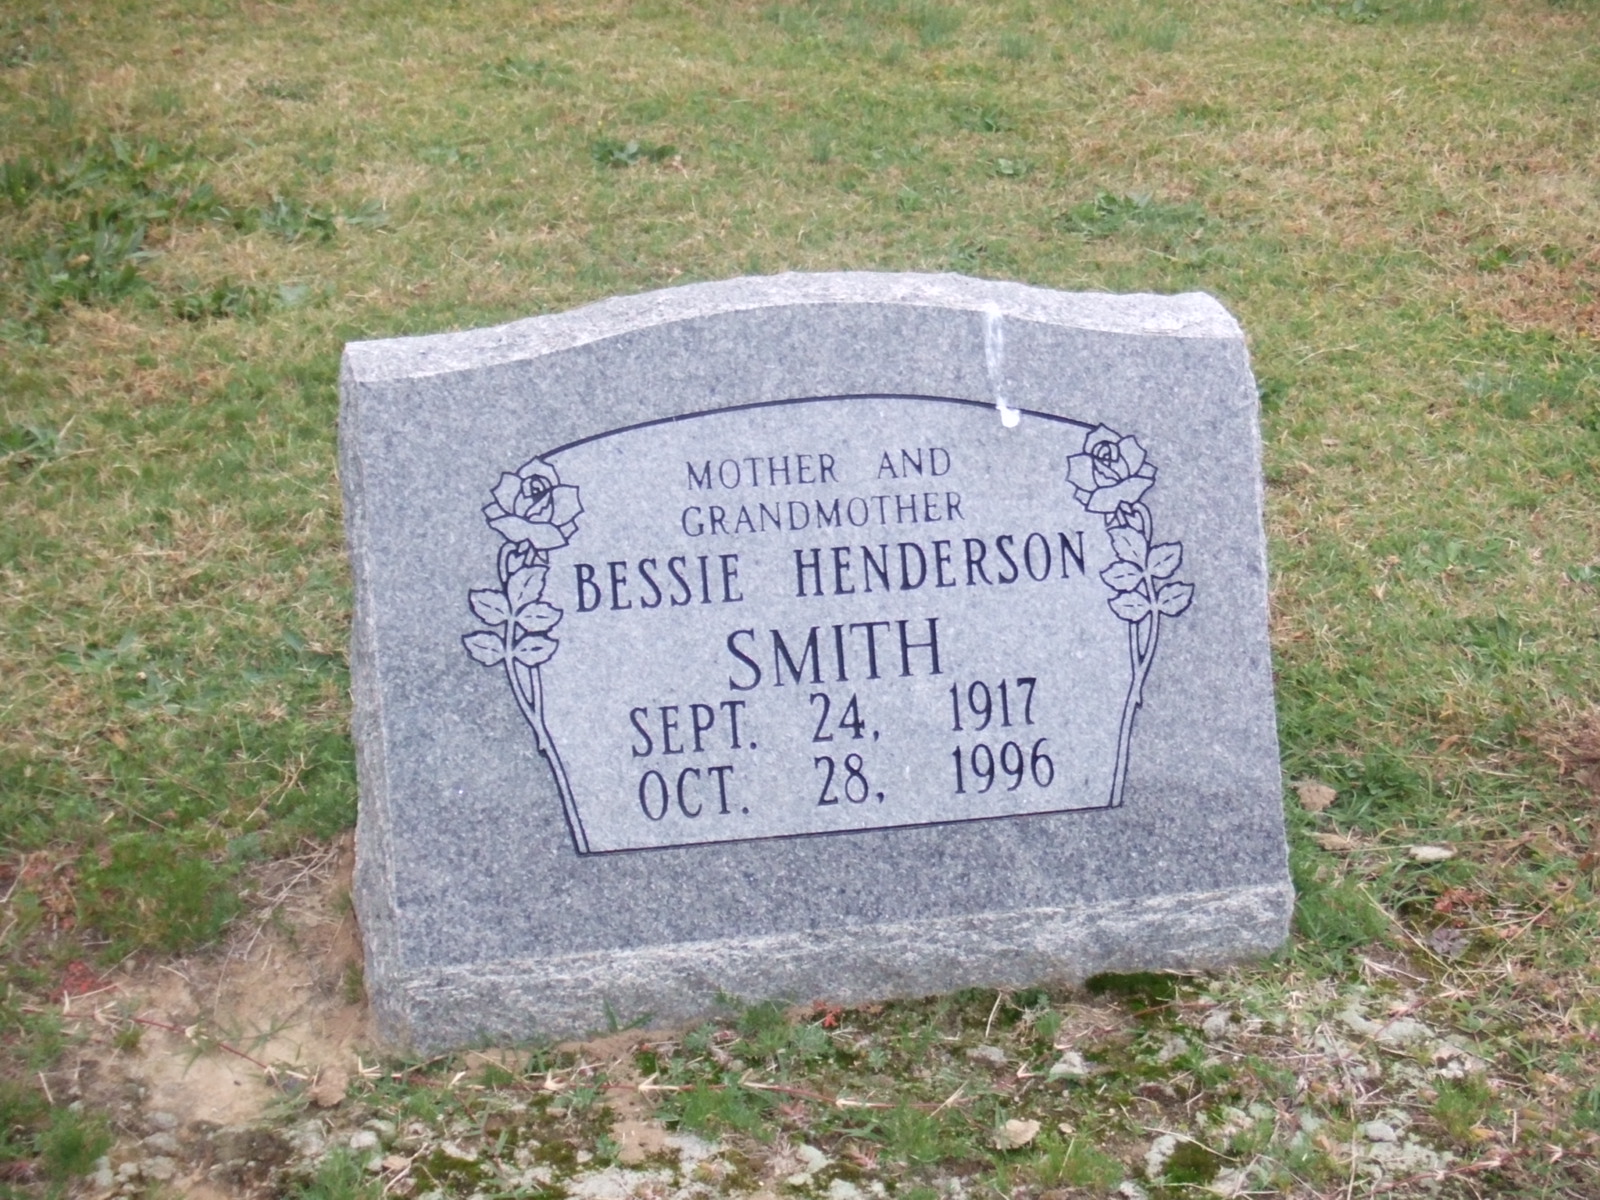 MOTHER AND
GRANDMOTHER
BESSIE HENDERSON
SMITH
SEPT. 24, 1917
OCT. 28, 1996